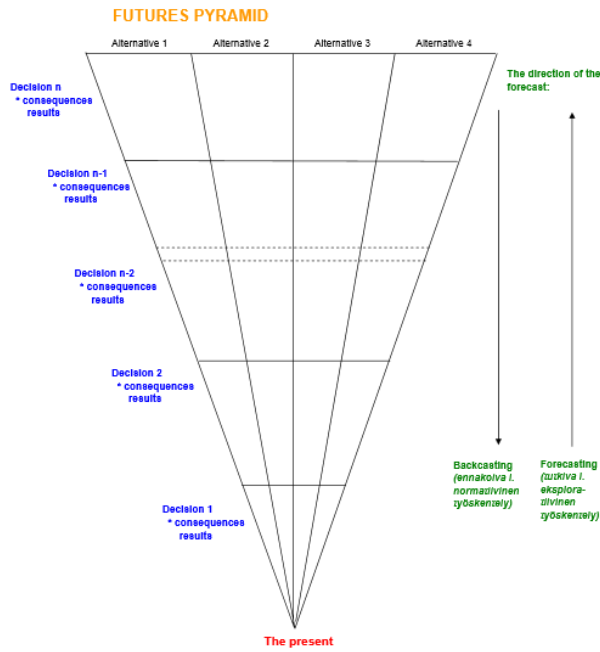 FUTURES PYRAMID
Alternative 1 Alternative 2 Alternative 3 Alternative 4
Decision n
* consequences
results
The direction of the
forecast:
Decision n-1
* consequences
results
Decision n-2
* consequences
results
Decision 2
* consequences
results
Backcasting
(ennakoiva l.
normatiivinen
työskentely)
Forecasting
(tutkiva l.
eksplora-
tiivinen
työskentely)
Decision 1
* consequences
results
The present